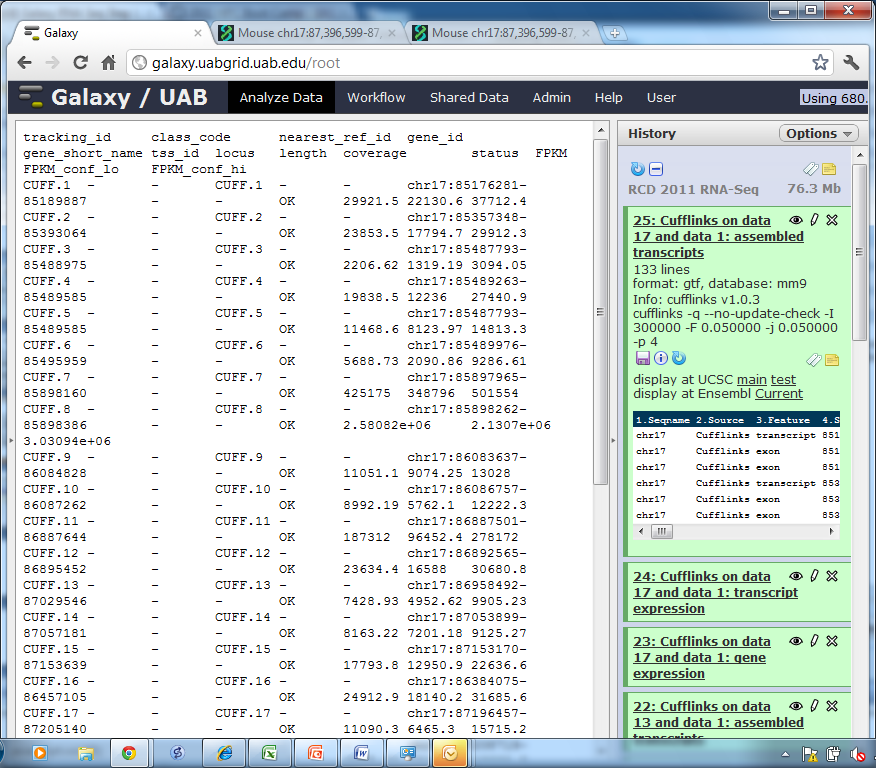 Galaxy
Mouse chr17:87,396,599-87,
Mouse chr17:87,396,599-87,
galaxy.uabgrid.uab.edu/root
Galaxy / UAB Analyze Data Workflow Shared Data Admin Help User Using 680.
tracking_id class_code nearest_ref_id gene_id
gene_short_name tss_id locus length coverage status FPKM
FPKM_conf_lo FPKM_conf_hi
CUFF.1 - - CUFF.1 - - chr17:85176281-
85189887 - - OK 29921.5 22130.6 37712.4
CUFF.2 - - CUFF.2 - - chr17:85357348-
85393064 - - OK 23853.5 17794.7 29912.3
CUFF.3 - - CUFF.3 - - chr17:85487793-
85488975 - - OK 2206.62 1319.19 3094.05
CUFF.4 - - CUFF.4 - - chr17:85489263-
85489585 - - OK 19838.5 12236 27440.9
CUFF.5 - - CUFF.5 - - chr17:85487793-
85489585 - - OK 11468.6 8123.97 14813.3
CUFF.6 - - CUFF.6 - - chr17:85489976-
85495959 - - OK 5688.73 2090.86 9286.61
CUFF.7 - - CUFF.7 - - chr17:85897965-
85898160 - - OK 425175 348796 501554
CUFF.8 - - CUFF.8 - - chr17:85898262-
85898386 - - OK 2.58082e+06 2.1307e+06
3.03094e+06
CUFF.9 - - CUFF.9 - - chr17:86083637-
86084828 - - OK 11051.1 9074.25 13028
CUFF.10 - - CUFF.10 - - chr17:86086757-
86087262 - - OK 8992.19 5762.1 12222.3
CUFF.11 - - CUFF.11 - - chr17:86887501-
86887644 - - OK 187312 96452.4 278172
CUFF.12 - - CUFF.12 - - chr17:86892565-
86895452 - - OK 23634.4 16588 30680.8
CUFF.13 - - CUFF.13 - - chr17:86958492-
87029546 - - OK 7428.93 4952.62 9905.23
CUFF.14 - - CUFF.14 - - chr17:87053899-
87057181 - - OK 8163.22 7201.18 9125.27
CUFF.15 - - CUFF.15 - - chr17:87153170-
87153639 - - OK 17793.8 12950.9 22636.6
CUFF.16 - - CUFF.16 - - chr17:86384075-
86457105 - - OK 24912.9 18140.2 31685.6
CUFF.17 - - CUFF.17 - - chr17:87196457-
87205140 - - OK 11090.3 6465.3 15715.2
History Options
RCD 2011 RNA-Seq 76.3 Mb
25: Cufflinks on data
17 and data 1: assembled
transcripts
133 lines
format: gtf, database: mm9
Info: cufflinks v1.0.3
cufflinks -q --no-update-check -I
300000 -F 0.050000 -j 0.050000
-p 4
display at UCSC main test
display at Ensembl Current
1.Seqname 2.Source 3.Feature 4.S
chr17 Cufflinks transcript 851
chr17 Cufflinks exon 851
chr17 Cufflinks exon 851
chr17 Cufflinks transcript 853
chr17 Cufflinks exon 853
chr17 Cufflinks exon 853
24: Cufflinks on data
17 and data 1: transcript
expression
23: Cufflinks on data
17 and data 1: gene
expression
22: Cufflinks on data
13 and data 1: assembled
transcripts